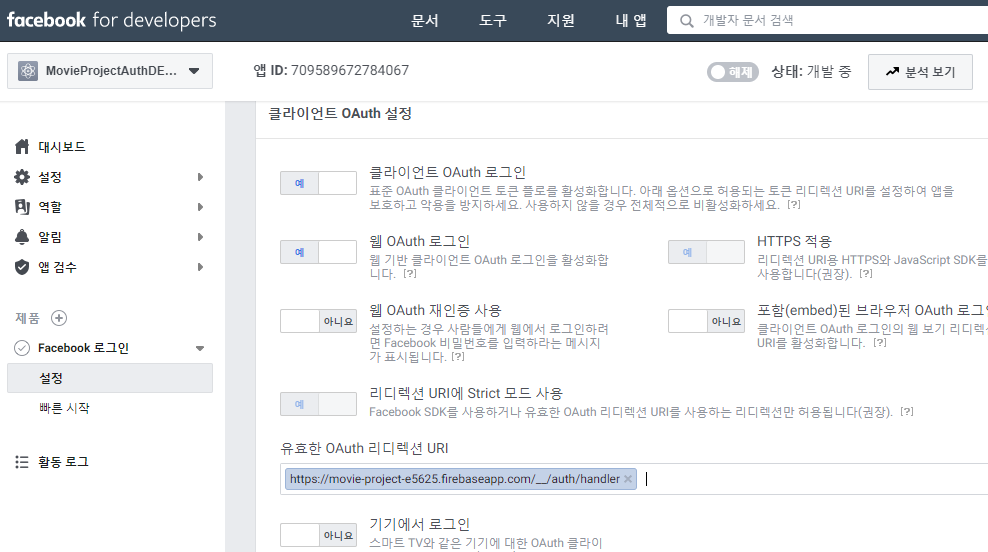 facebook for developers
문서
도구
지원
내 앱
개발자 문서 검색
MovieProjectAuthDE...
앱 ID: 709589672784067
해제
상태: 개발 중
분석 보기
대시보드
설정
역할
알림
앱 검수
제품
Facebook 로그인
설정
빠른 시작
활동 로그
클라이언트 OAuth 설정
예
클라이언트 OAuth 로그인
표준 OAuth 클라이언트 토큰 플로를 활성화합니다. 아래 옵션으로 허용되는 토큰 리디렉션 URI를 설정하여 앱을
보호하고 악용을 방지하세요. 사용하지 않을 경우 전체적으로 비활성화하세요. [?]
예
웹 OAuth 로그인
웹 기반 클라이언트 OAuth 로그인을 활성화합
니다. [?]
예
HTTPS 적용
리디렉션 URI용 HTTPS와 JavaScript SDK를
사용합니다(권장). [?]
아니요
웹 OAuth 재인증 사용
설정하는 경우 사람들에게 웹에서 로그인하려
면 Facebook 비밀번호를 입력하라는 메시지
가 표시됩니다. [?]
아니요
포함(embed)된 브라우저 OAuth 로그인
클라이언트 OAuth 로그인의 웹 보기 리디렉션
URI를 활성화합니다. [?]
예
리디렉션 URI에 Strict 모드 사용
Facebook SDK를 사용하거나 유효한 OAuth 리디렉션 URI를 사용하는 리디렉션만 허용됩니다(권장). [?]
유효한 OAuth 리디렉션 URI
https://movie-project-e5625.firebaseapp.com/__/auth/handler
아니요
기기에서 로그인
스마트 TV와 같은 기기에 대한 OAuth 클라이